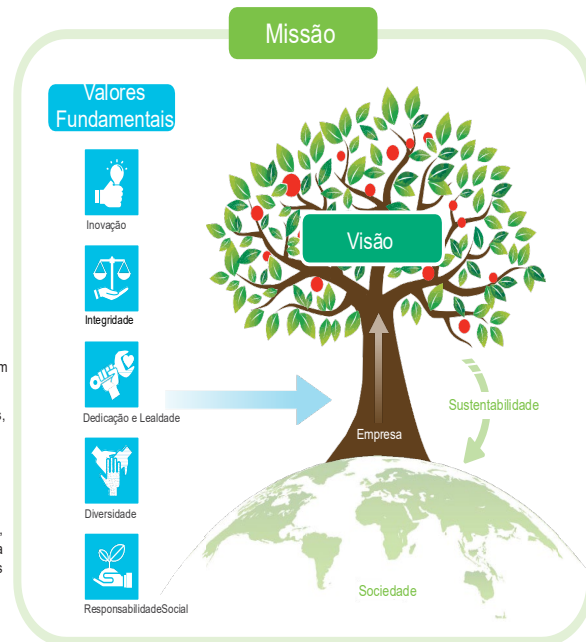 Missão
Valores
Fundamentais
Inovação
Integridade
Dedicação e Lealdade
Diversidade
ResponsabilidadeSocial
Visão
Empresa
Sustentabilidade
Sociedade